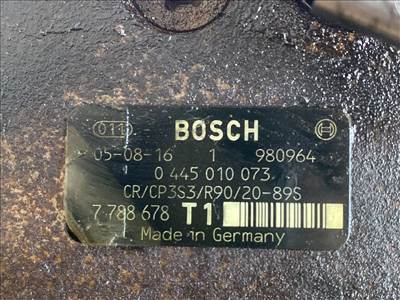 011 BOSCH
05-08-16 1 980964
0 445 010 073
CR/CP3S3/R90/20-89S
7 788 678 T1
Made in Germany